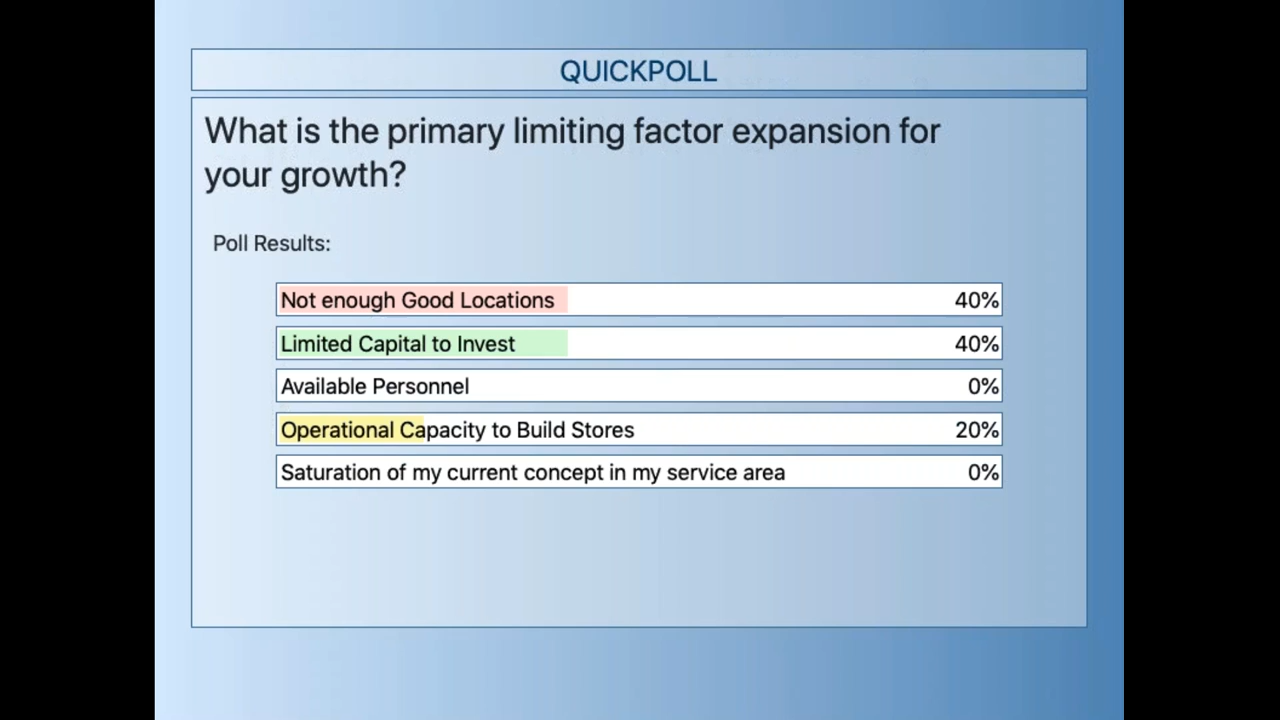 QUICKPOLL
What is the primary limiting factor expansion for
your growth?
Poll Results:
Not enough Good Locations 40%
Limited Capital to Invest 40%
Available Personnel 0%
Operational Capacity to Build Stores 20%
Saturation of my current concept in my service area 0%